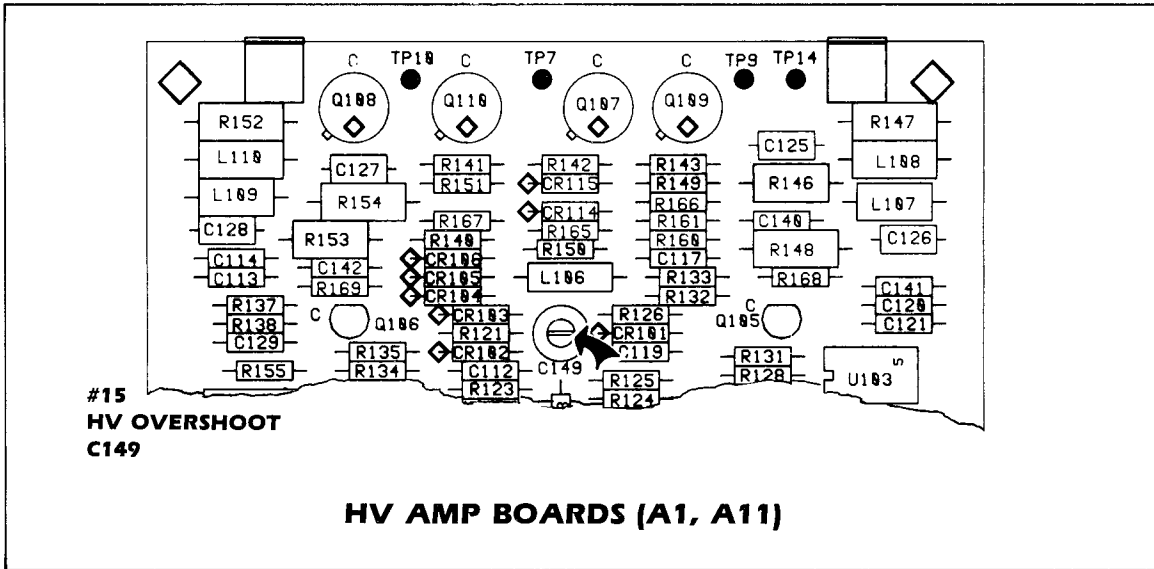 C TP10 C TP7 C C TP9 TP14
Q108 Q110 Q107 Q109
R152 R147
C125
L110 C127 R141 R142 R143 L108
R151 CR115 R149 R146
L109 R154 R166 L107
CR114
C128 R167 R161 C140
R165
R153 R140 R160 C126
R150 R148
C114 CR106 C117
C142
C113 CR105 L106 R133 R168
R169 C141
CR104 R132
R137 C120
C Q106 CR103 R126 C Q105
R138 R121 CR101 C121
C129 R135 CR102 C119 R131 S
R155 R134 C112 C149 R125 R128 U103
R123 R124
#15
HV OVERSHOOT
C149
HV AMP BOARDS (A1, A11)